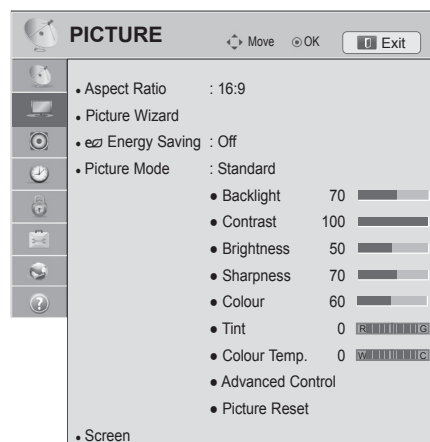 PICTURE Move OK Exit
• Aspect Ratio : 16:9
• Picture Wizard
• e Energy Saving : Off
• Picture Mode : Standard
● Backlight 70
● Contrast 100
● Brightness 50
● Sharpness 70
● Colour 60
● Tint 0 R G
● Colour Temp. 0 W C
● Advanced Control
● Picture Reset
• Screen
?